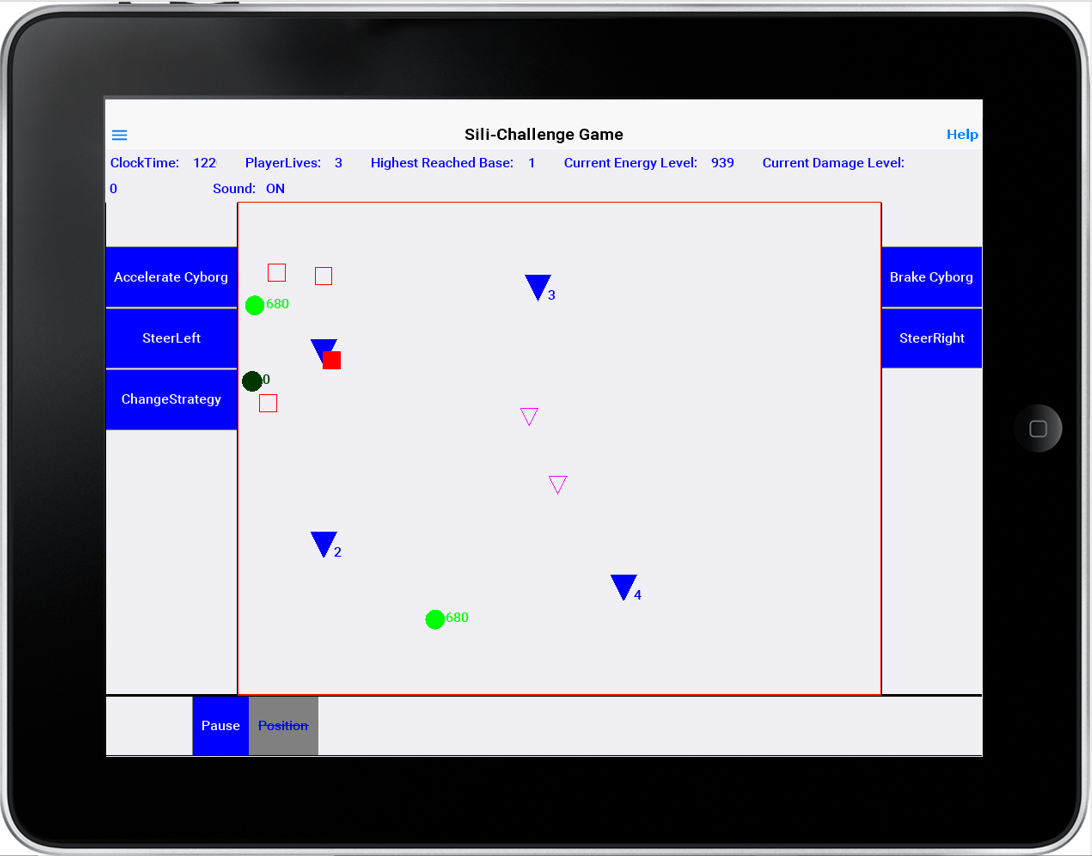 Sili-Challenge Game
Help
ClockTime: 122 PlayerLives: 3 Highest Reached Base: 1 Current Energy Level: 939 Current Damage Level:
0 Sound: ON
Accelerate Cyborg
Brake Cyborg
3
680
SteerLeft
SteerRight
0
ChangeStrategy
2
4
680
Pause
Position